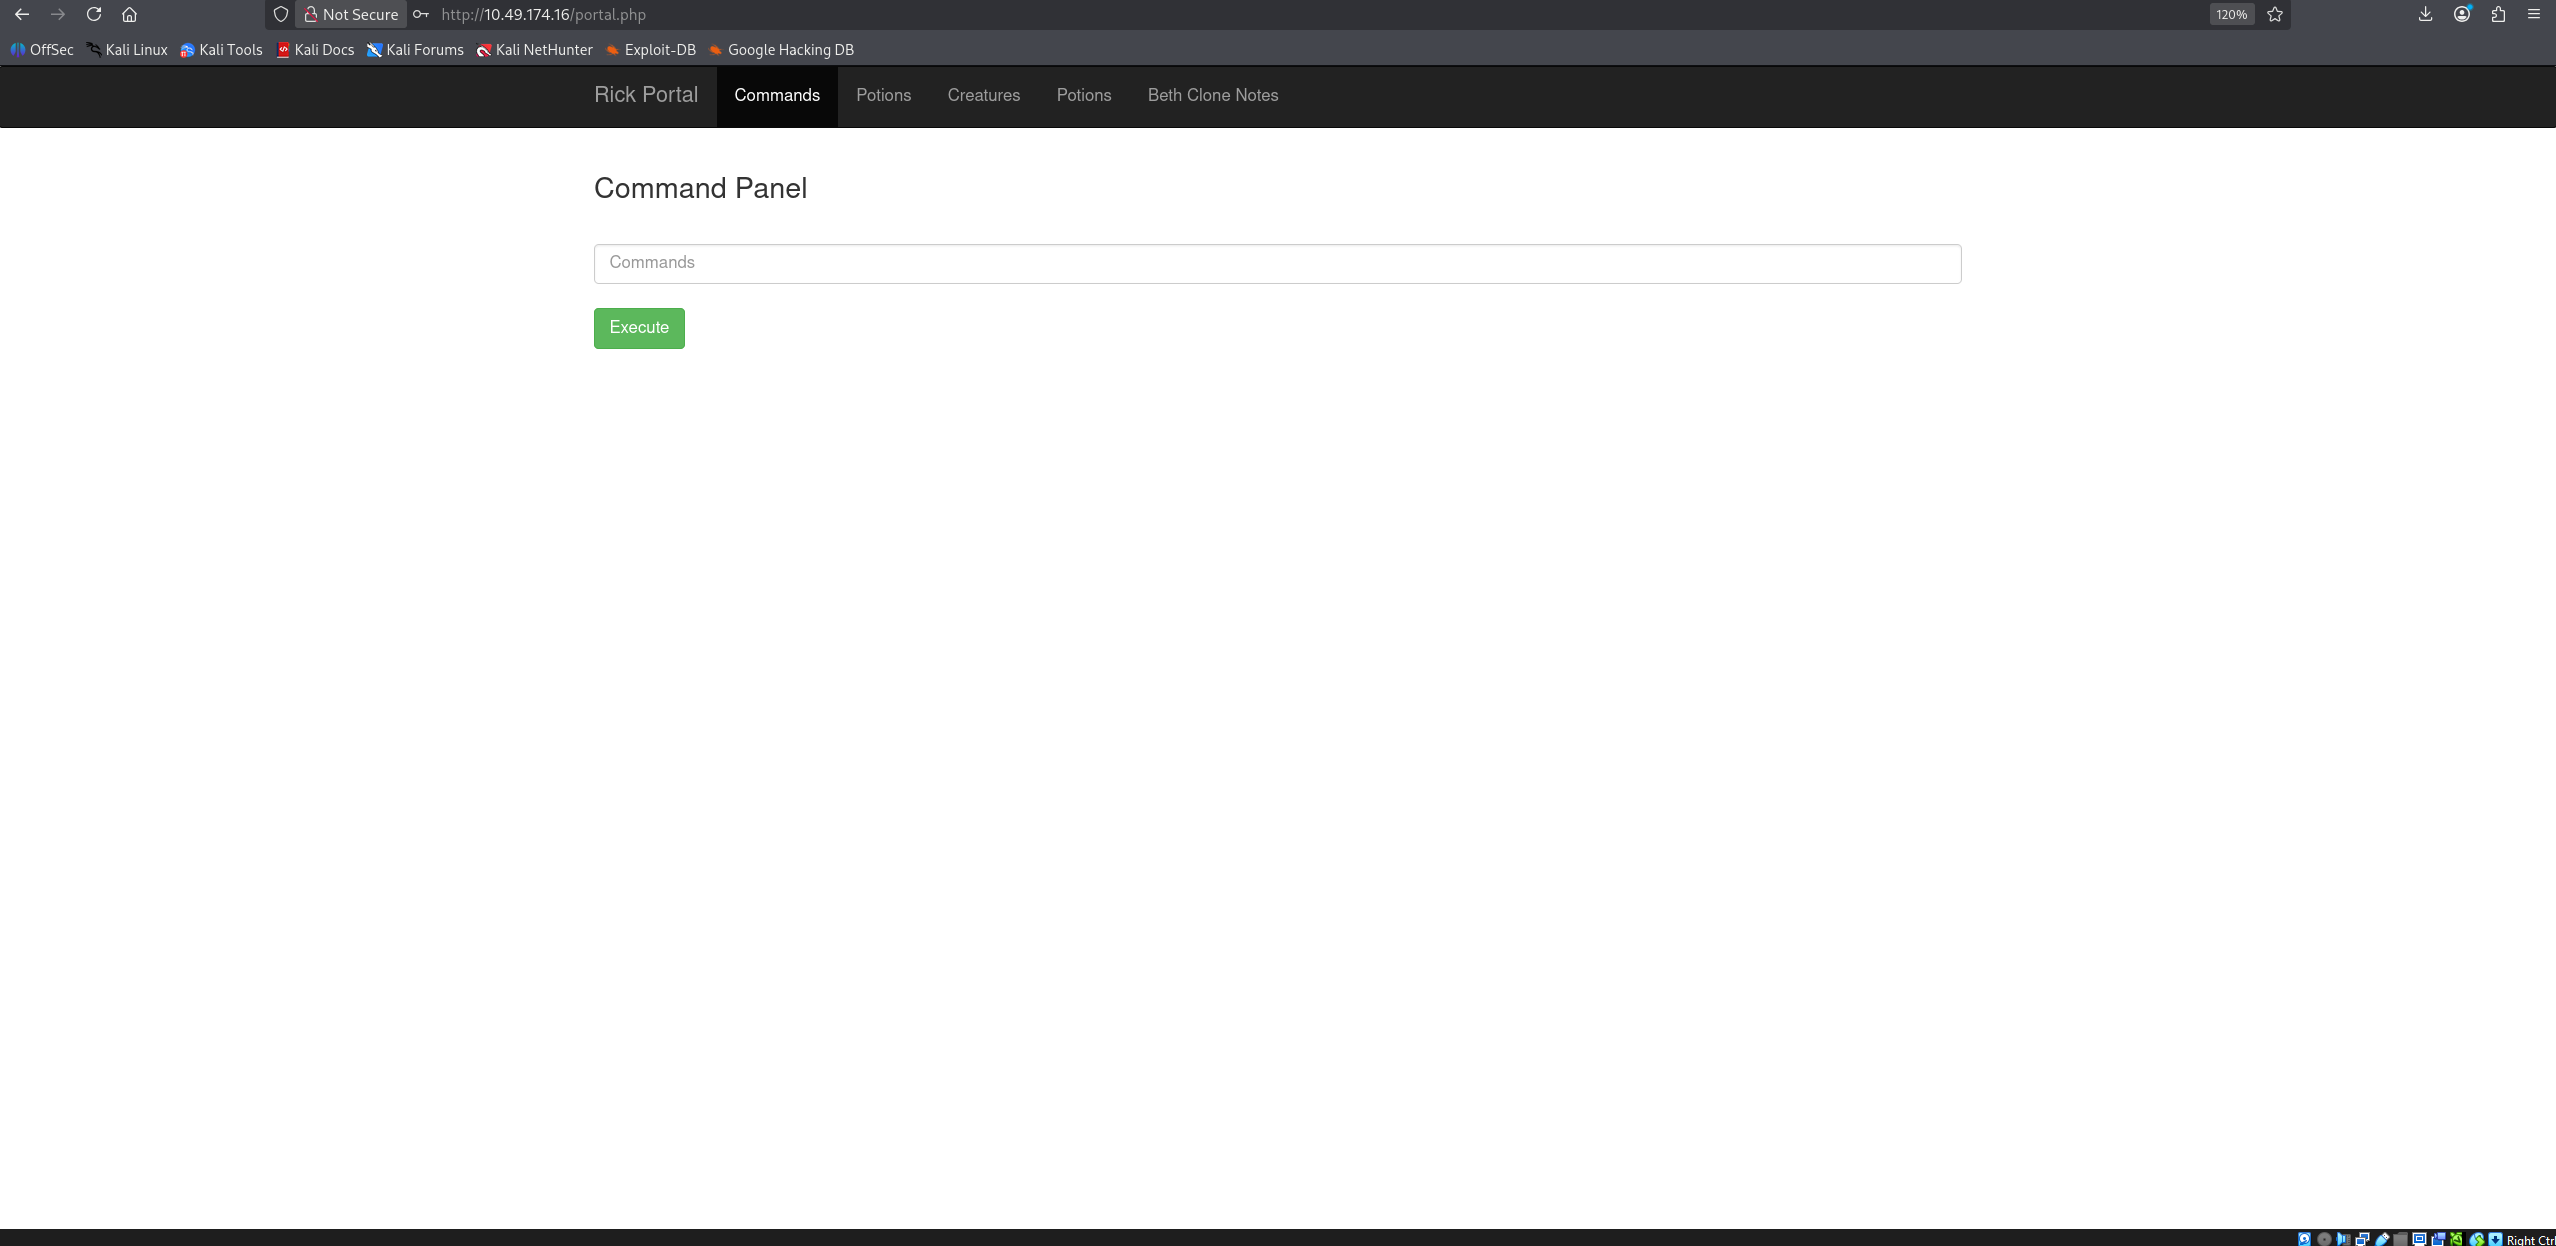 Not Secure http://10.49.174.16/portal.php 120%
OffSec Kali Linux Kali Tools Kali Docs Kali Forums Kali NetHunter Exploit-DB Google Hacking DB
Rick Portal Commands Potions Creatures Potions Beth Clone Notes
Command Panel
Commands
Execute
Right Ctrl